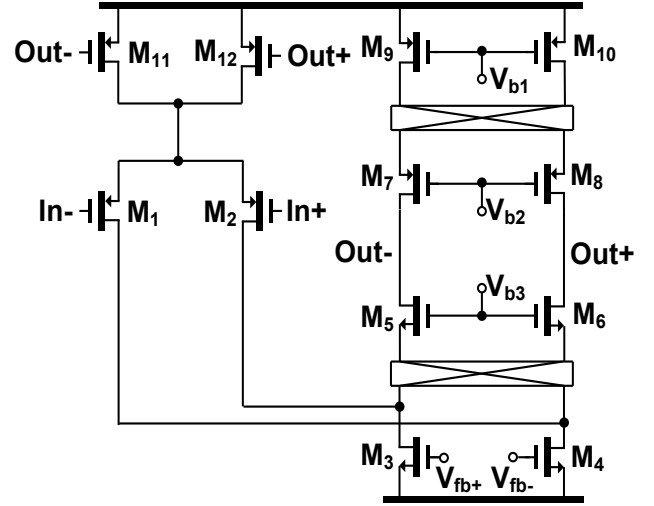 Out- M11 M12 Out+ M9 M10
Vb1
M7 M8
In- M1 M2 In+ Vb2
Out- Out+
Vb3
M5 M6
M3 Vfb+ Vfb- M4